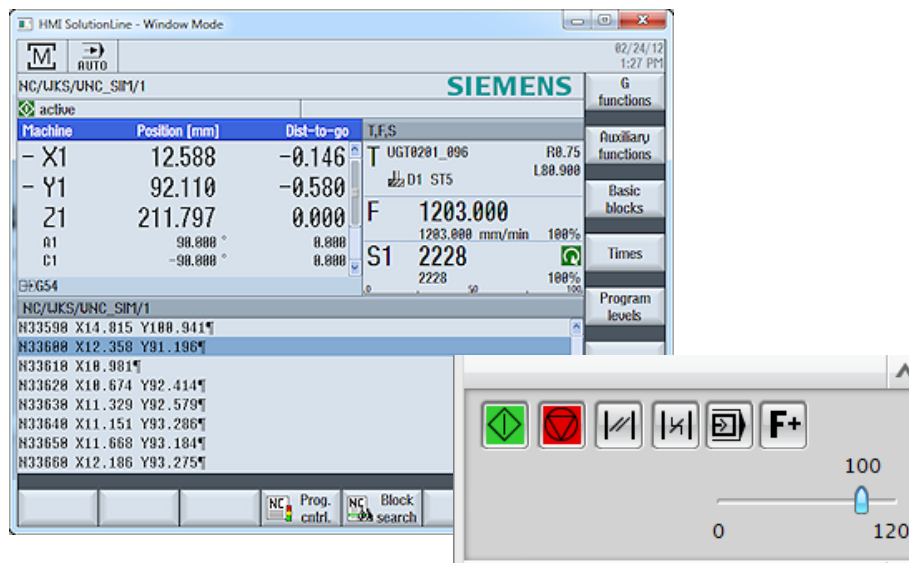 HMI SolutionLine - Window Mode
M AUTO 02/24/12
1:27 PM
NC/WKS/UNC_SIM/1 SIEMENS G functions
active
Machine Position [mm] Dist-to-go T,F,S Auxiliary functions
X1 12.588 -0.146 T UGT0201_096 R0.75
D1 ST5 L80.900
Y1 92.110 -0.580 Basic blocks
Z1 211.797 0.000 F 1203.000
1203.000 mm/min 100%
A1 90.000 ° 0.000 S1 2228 Times
C1 -90.000 ° 0.000 2228 100%
G54 0 50 100
NC/WKS/UNC_SIM/1 Program levels
N33590 X14.815 Y100.941¶
N33600 X12.358 Y91.196¶
N33610 X10.981¶
N33620 X10.674 Y92.414¶
N33630 X11.329 Y92.579¶
N33640 X11.151 Y93.286¶
N33650 X11.668 Y93.184¶
N33660 X12.186 Y93.275¶
NC Prog. cntrl. NC Block search
F+
100
0 120